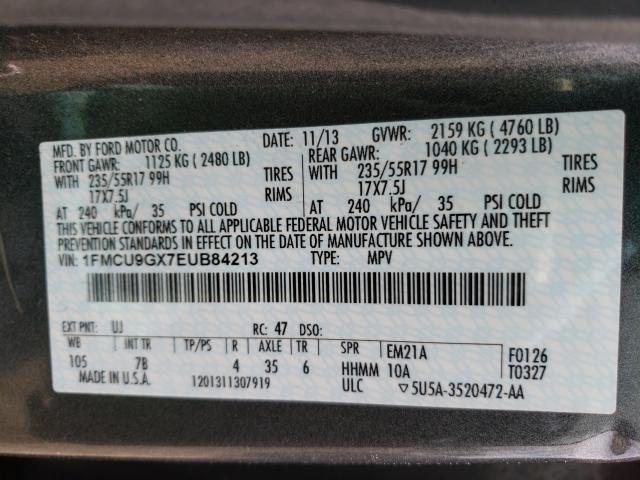 MFD. BY FORD MOTOR CO.
DATE: 11/13 GVWR: 2159 KG ( 4760 LB)
FRONT GAWR: 1125 KG ( 2480 LB)
REAR GAWR: 1040 KG ( 2293 LB)
WITH 235/55R17 99H TIRES
WITH 235/55R17 99H TIRES
17X7.5J RIMS
17X7.5J RIMS
AT 240 kPa/ 35 PSI COLD
AT 240 kPa/ 35 PSI COLD
THIS VEHICLE CONFORMS TO ALL APPLICABLE FEDERAL MOTOR VEHICLE SAFETY AND THEFT
PREVENTION STANDARDS IN EFFECT ON THE DATE OF MANUFACTURE SHOWN ABOVE.
VIN: 1FMCU9GX7EUB84213 TYPE: MPV
EXT PNT: UJ RC: 47 DSO:
WB INT TR TP/PS R AXLE TR SPR EM21A F0126
105 7B 4 35 6 HHMM 10A T0327
MADE IN U.S.A. 1201311307919 ULC ▽5U5A-3520472-AA